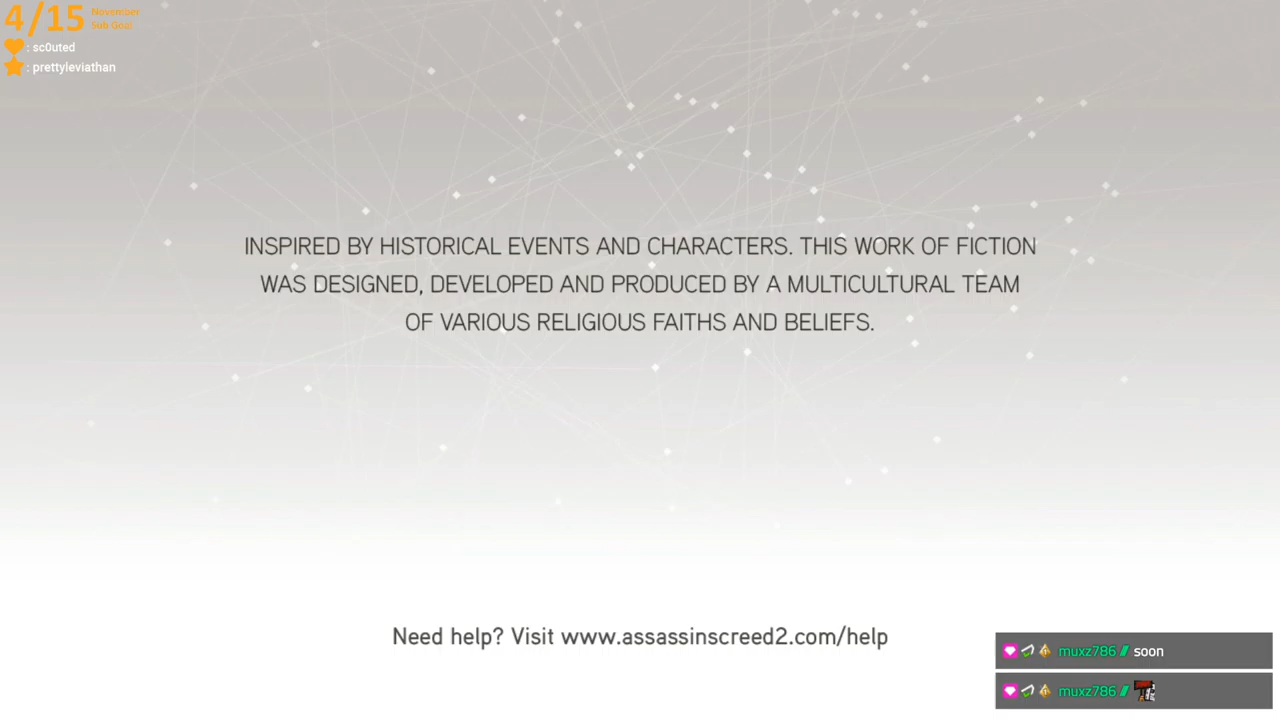 4/15
November
Sub Goal
: sc0uted
: prettyleviathan
INSPIRED BY HISTORICAL EVENTS AND CHARACTERS. THIS WORK OF FICTION
WAS DESIGNED, DEVELOPED AND PRODUCED BY A MULTICULTURAL TEAM
OF VARIOUS RELIGIOUS FAITHS AND BELIEFS.
Need help? Visit www.assassinscreed2.com/help
muxz786 // soon
muxz786 //